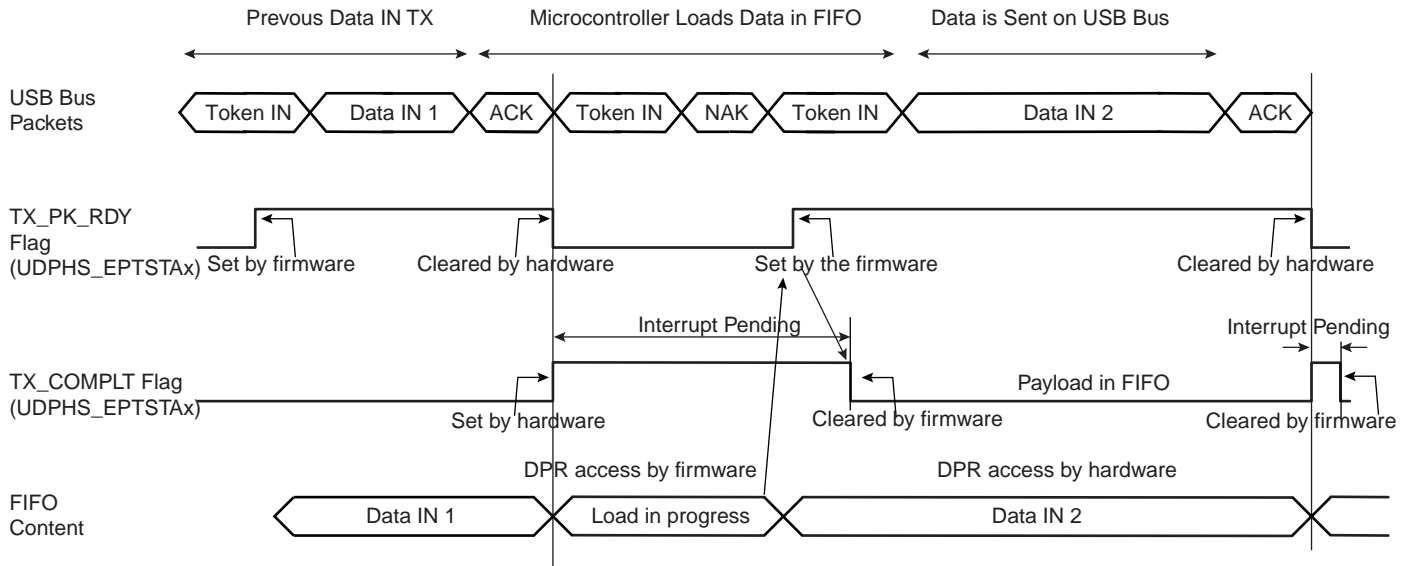 Prevous Data IN TX
Microcontroller Loads Data in FIFO
Data is Sent on USB Bus
USB Bus
Packets
Token IN
Data IN 1
ACK
Token IN
NAK
Token IN
Data IN 2
ACK
TX_PK_RDY
Flag
(UDPHS_EPTSTAx)
Set by firmware
Cleared by hardware
Set by the firmware
Cleared by hardware
Interrupt Pending
Interrupt Pending
TX_COMPLT Flag
(UDPHS_EPTSTAx)
Payload in FIFO
Set by hardware
Cleared by firmware
Cleared by firmware
DPR access by firmware
DPR access by hardware
FIFO
Content
Data IN 1
Load in progress
Data IN 2